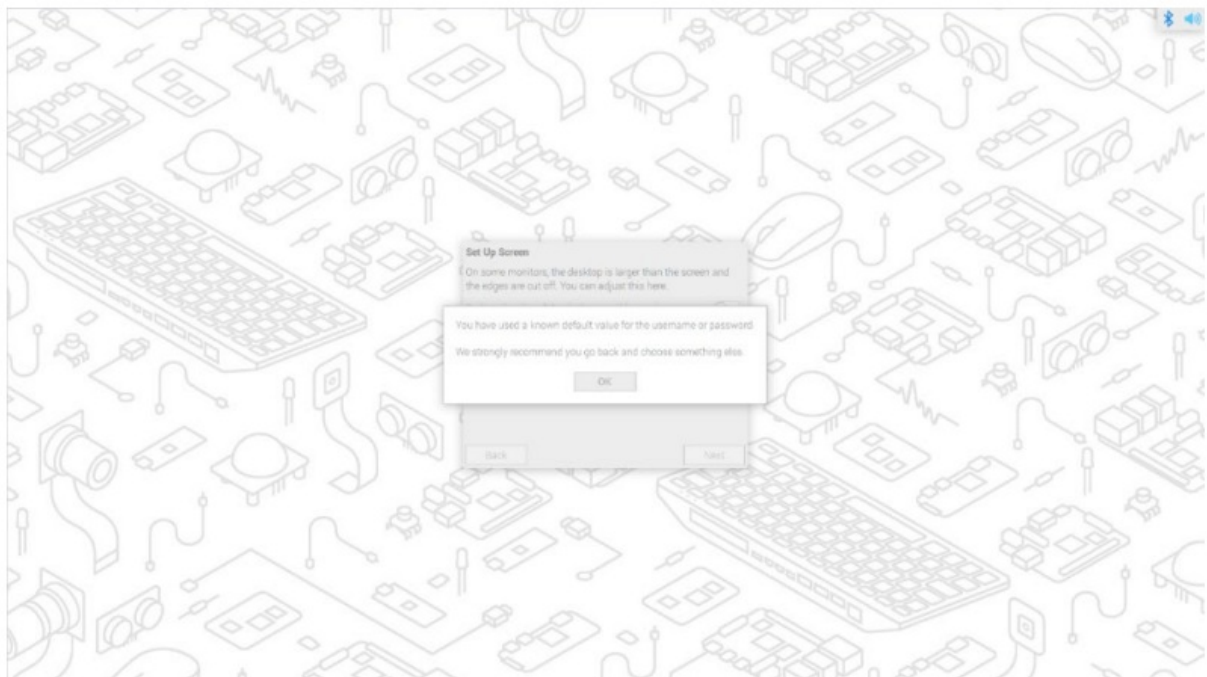 Set Up Screen
On some monitors, the desktop is larger than the screen and
the edges are cut off. You can adjust this here.
You have used a known default value for the username or password.
We strongly recommend you go back and choose something else.
OK
Back
Next